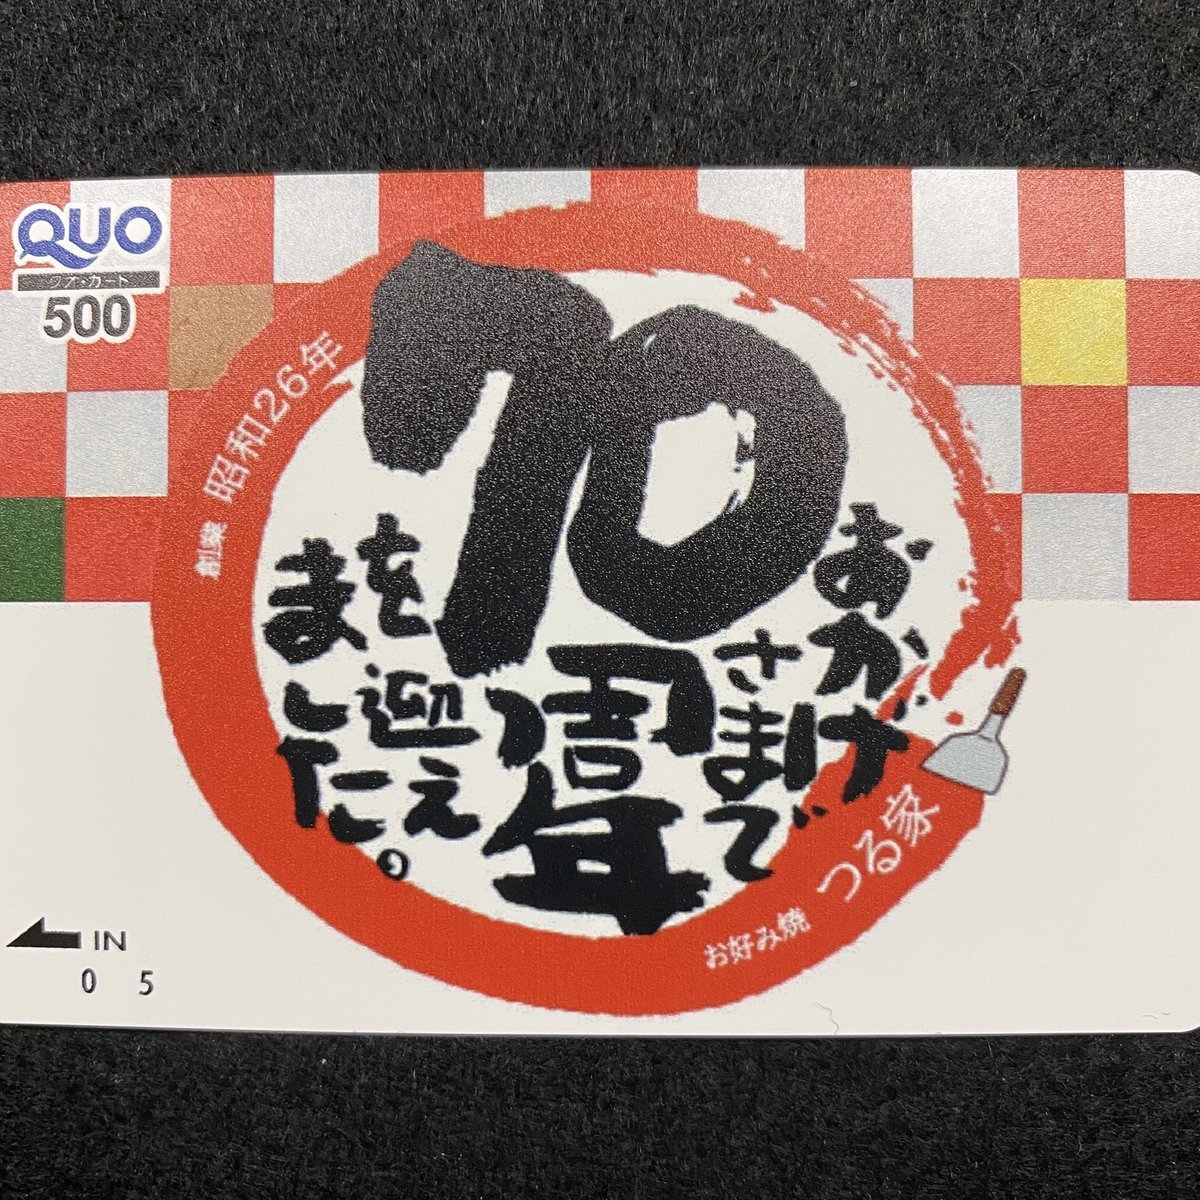 QUO
クオ・カード
500
創業 昭和26年
おかげ
さまで
70
周年
を迎え
ました。
お好み焼 つる家
IN
0 5